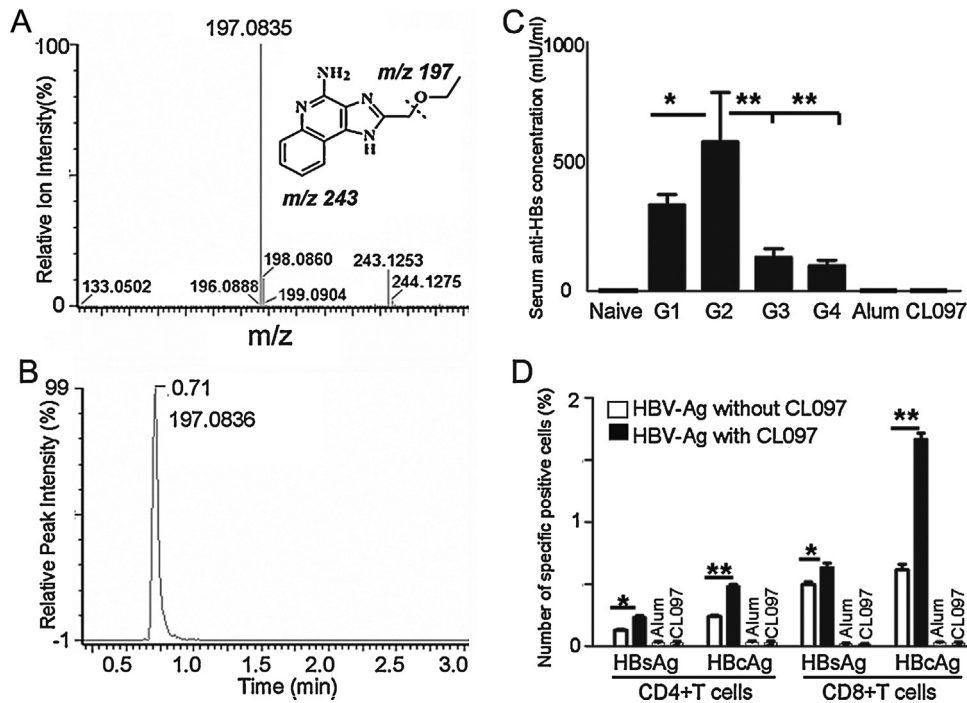 A
Relative Ion Intensity(%)
100
0
197.0835
NH₂
m/z 197
N
N
O
N
H
m/z 243
133.0502
196.0888
198.0860
199.0904
243.1253
244.1275
m/z
B
Relative Peak Intensity (%)
99
-1
0.71
197.0836
0.5 1.0 1.5 2.0 2.5 3.0
Time (min)
C
Serum anti-HBs concentration (mIU/ml)
1000
500
0
* ** **
Naive G1 G2 G3 G4 Alum CL097
D
Number of specific positive cells (%)
2
1
0
HBV-Ag without CL097
HBV-Ag with CL097
* ** * **
Alum CL097 Alum CL097 Alum CL097 Alum CL097
HBsAg HBcAg HBsAg HBcAg
CD4+T cells CD8+T cells